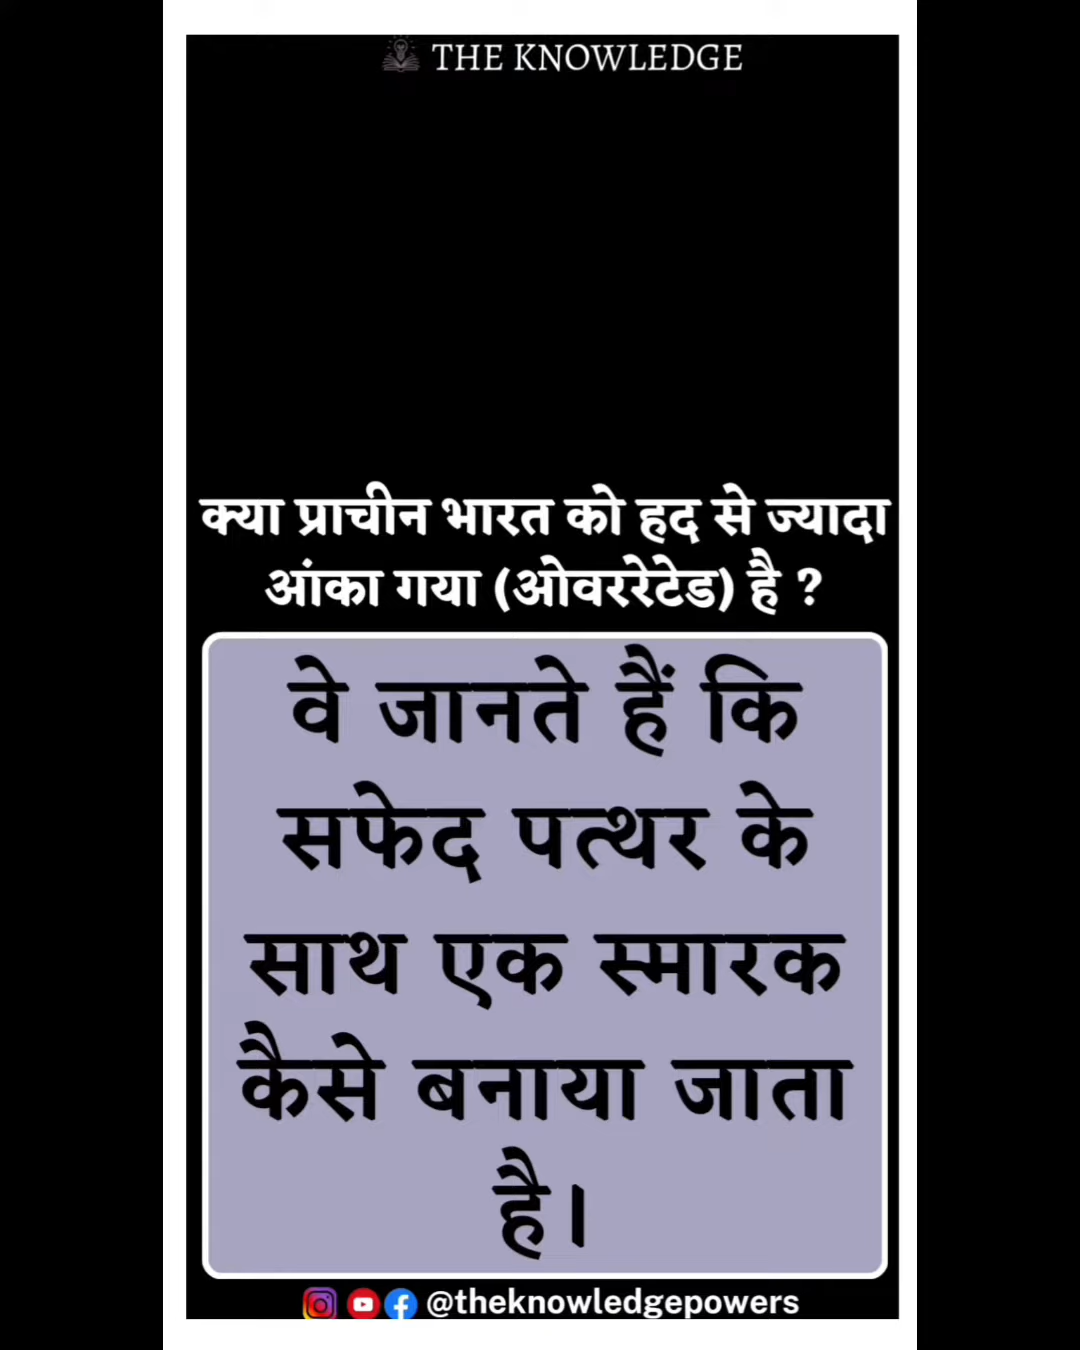 THE KNOWLEDGE
क्या प्राचीन भारत को हद से ज्यादा
आंका गया (ओवररेटेड) है ?
वे जानते हैं कि
सफेद पत्थर के
साथ एक स्मारक
कैसे बनाया जाता
है।
@theknowledgepowers